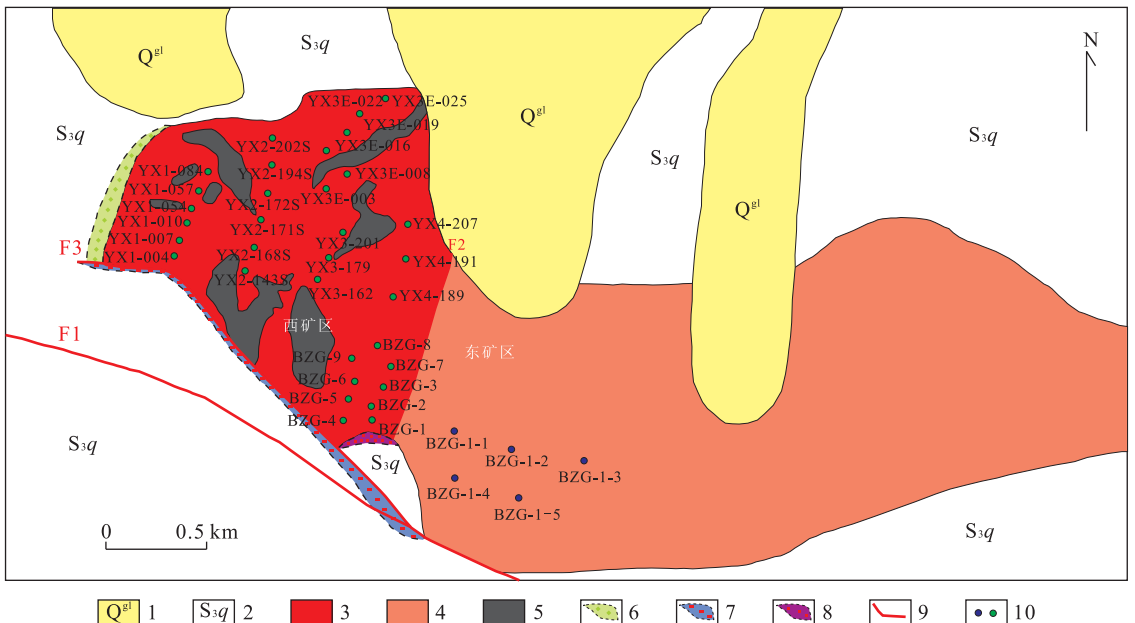 S₃q
Qᵍˡ
N
YX3E-022
YX3E-025
YX3E-019
Qᵍˡ
S₃q
YX2-202S
YX3E-016
S₃q
S₃q
YX1-084
YX2-194S
YX3E-008
YX1-057
YX3E-003
YX1-054
YX2-172S
Qᵍˡ
YX1-010
YX2-171S
YX4-207
YX1-007
YX3-201
F2
F3
YX1-004
YX2-168S
YX3-179
YX4-191
YX2-143S
YX3-162
YX4-189
西矿区
F1
BZG-8
东矿区
BZG-9
BZG-7
BZG-6
BZG-3
BZG-5
BZG-2
BZG-4
BZG-1
S₃q
BZG-1-1
BZG-1-2
S₃q
BZG-1-3
BZG-1-4
BZG-1-5
0 0.5 km
S₃q
Qᵍˡ 1 S₃q 2 3 4 5 6 7 8 9 10